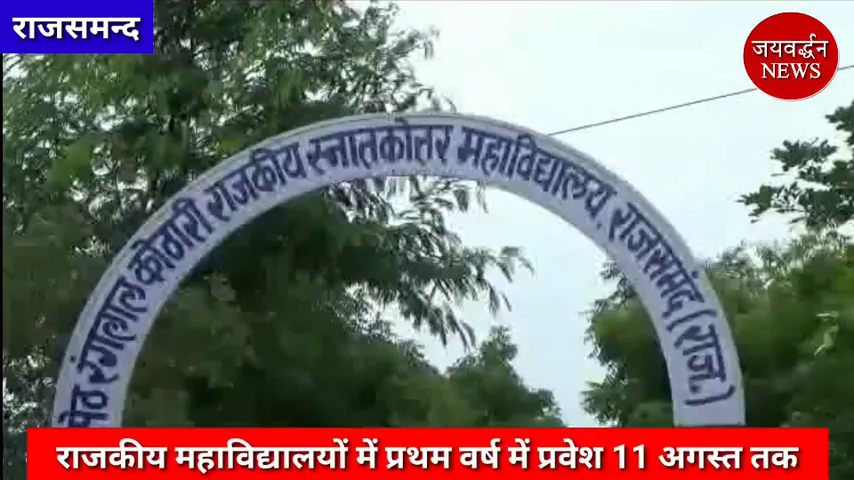 राजसमन्द
जयवर्द्धन
NEWS
सेठ रंगलाल कोठारी राजकीय स्नातकोत्तर महाविद्यालय, राजसमंद (राज.)
राजकीय महाविद्यालयों में प्रथम वर्ष में प्रवेश 11 अगस्त तक